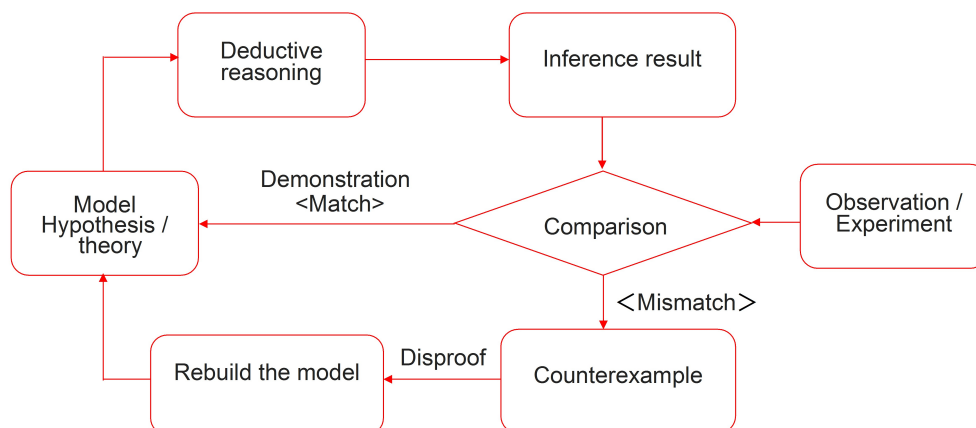 Deductive
reasoning
Inference result
Demonstration
<Match>
Model
Hypothesis /
theory
Comparison
Observation /
Experiment
<Mismatch>
Disproof
Rebuild the model
Counterexample